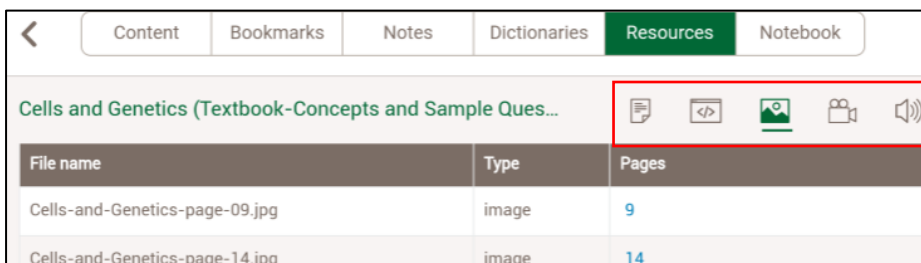 Content Bookmarks Notes Dictionaries Resources Notebook
Cells and Genetics (Textbook-Concepts and Sample Ques...
</>
File name Type Pages
Cells-and-Genetics-page-09.jpg image 9
Cells-and-Genetics-page-14.jpg image 14